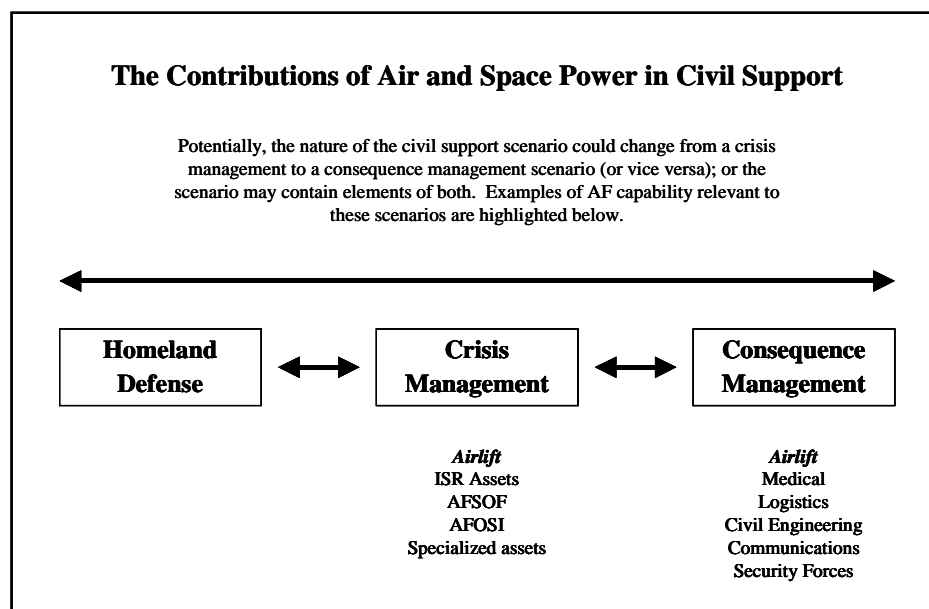 The Contributions of Air and Space Power in Civil Support
Potentially, the nature of the civil support scenario could change from a crisis
management to a consequence management scenario (or vice versa); or the
scenario may contain elements of both.  Examples of AF capability relevant to
these scenarios are highlighted below.
Homeland
Defense
Crisis
Management
Consequence
Management
Airlift
ISR Assets
AFSOF
AFOSI
Specialized assets
Airlift
Medical
Logistics
Civil Engineering
Communications
Security Forces